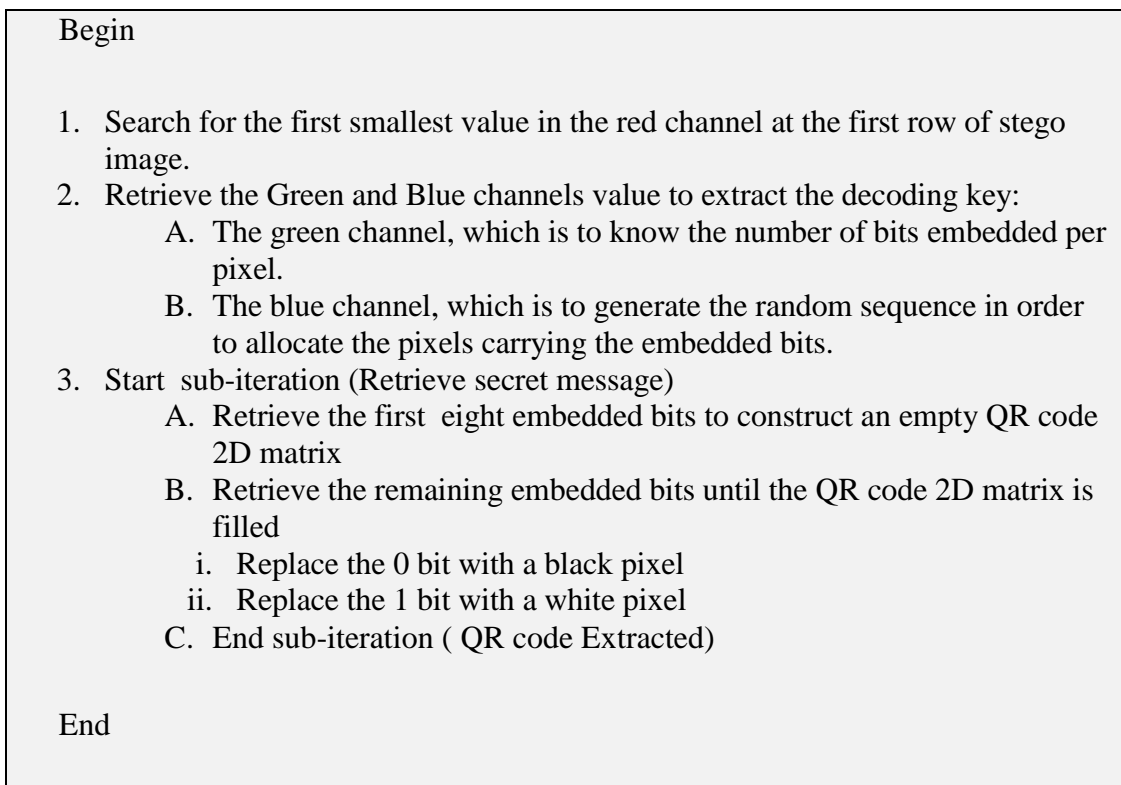 Begin
1. Search for the first smallest value in the red channel at the first row of stego
image.
2. Retrieve the Green and Blue channels value to extract the decoding key:
A. The green channel, which is to know the number of bits embedded per
pixel.
B. The blue channel, which is to generate the random sequence in order
to allocate the pixels carrying the embedded bits.
3. Start sub-iteration (Retrieve secret message)
A. Retrieve the first eight embedded bits to construct an empty QR code
2D matrix
B. Retrieve the remaining embedded bits until the QR code 2D matrix is
filled
i. Replace the 0 bit with a black pixel
ii. Replace the 1 bit with a white pixel
C. End sub-iteration ( QR code Extracted)
End